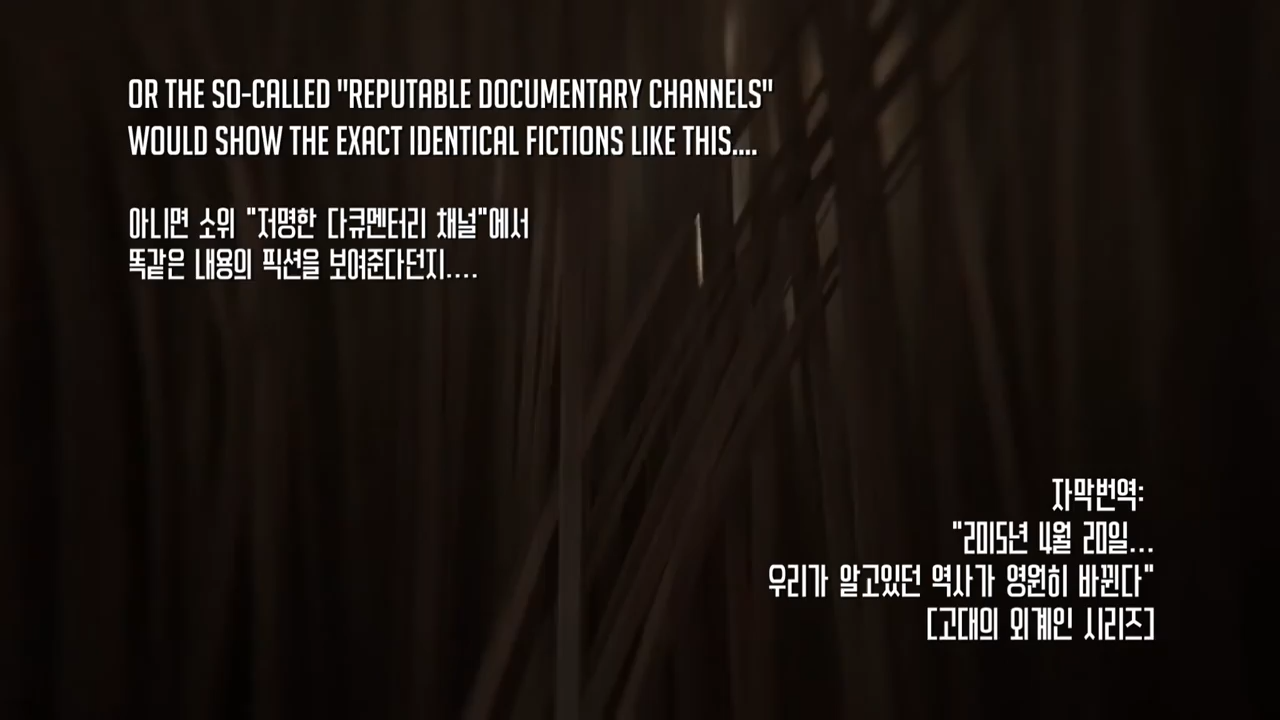 OR THE SO-CALLED "REPUTABLE DOCUMENTARY CHANNELS"
WOULD SHOW THE EXACT IDENTICAL FICTIONS LIKE THIS....
아니면 소위 "저명한 다큐멘터리 채널"에서
똑같은 내용의 픽션을 보여준다던지....
자막번역:
"2015년 4월 20일...
우리가 알고있던 역사가 영원히 바뀐다"
[고대의 외계인 시리즈]